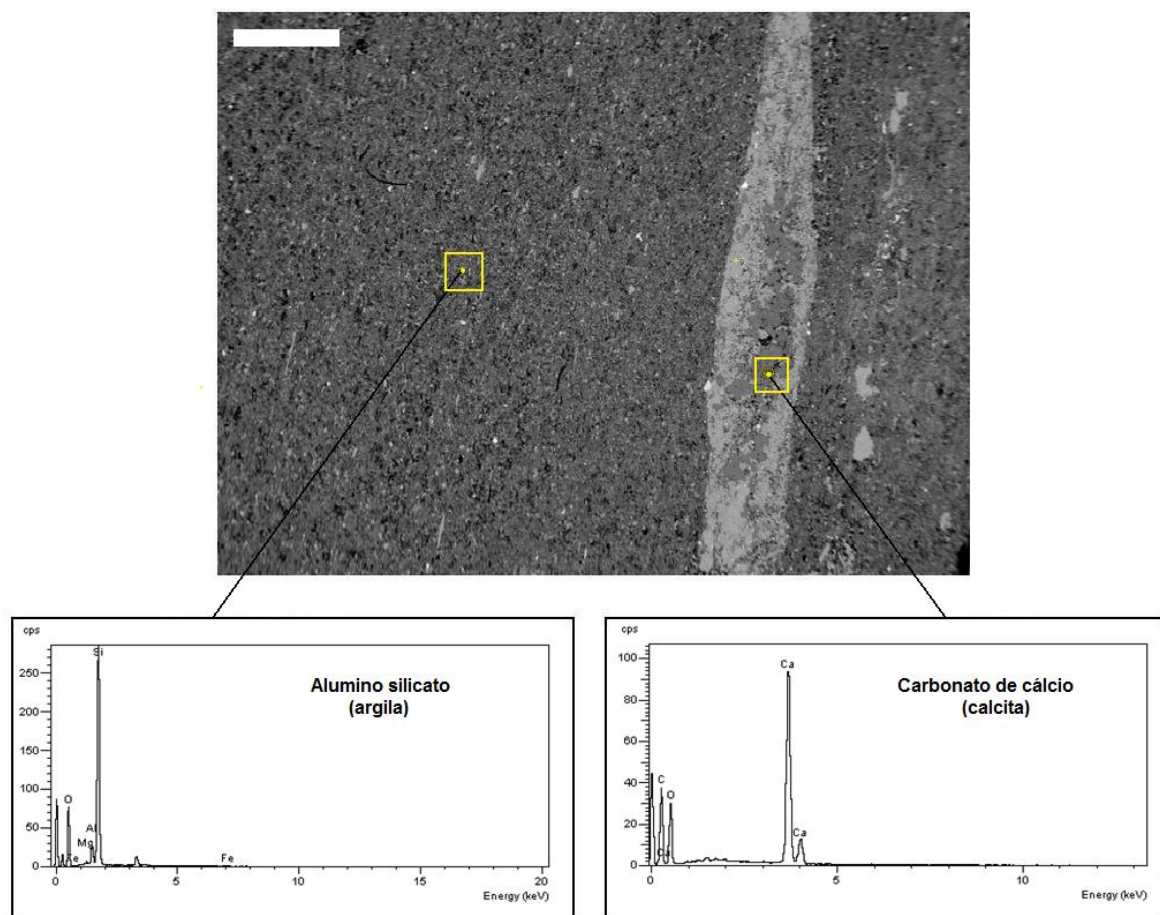 cps
Si
Alumino silicato
(argila)
250
200
150
100
50
0
O
Al
Mg
Fe
Fe
0
5
10
15
20
Energy (keV)
cps
Ca
Carbonato de cálcio
(calcita)
100
80
60
40
20
0
C
O
Ca
Ca
0
5
10
Energy (keV)